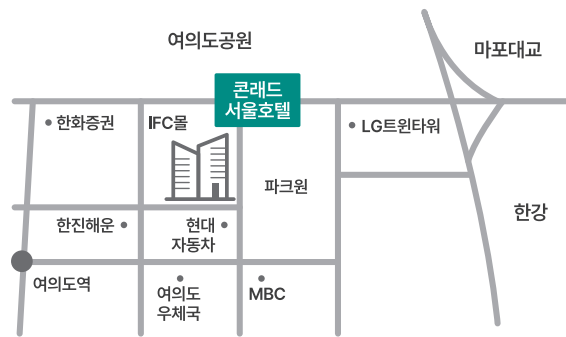 여의도공원
마포대교
콘래드
서울호텔
한화증권
IFC몰
LG트윈타워
파크원
한강
한진해운
현대
자동차
여의도역
여의도
우체국
MBC